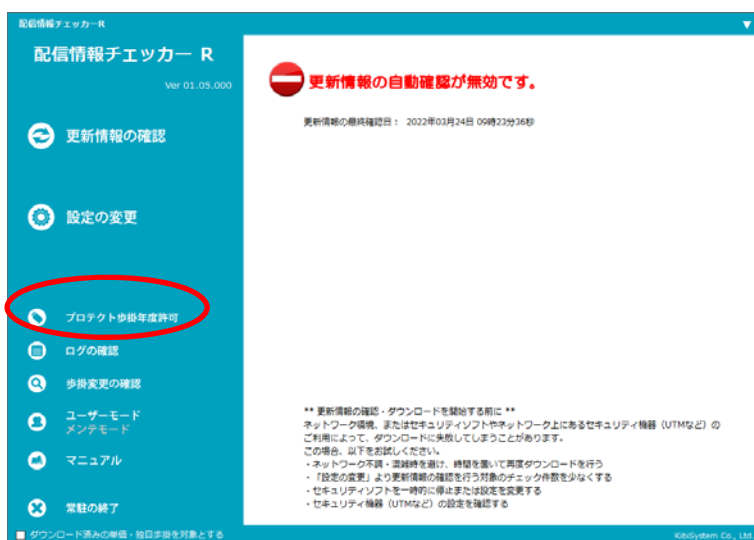 配信情報チェッカーR
配信情報チェッカー R
Ver 01.05.000
更新情報の確認
設定の変更
プロテクト歩掛年度許可
ログの確認
歩掛変更の確認
ユーザーモード
メンテモード
マニュアル
常駐の終了
ダウンロード済みの単価・独自歩掛を対象とする
更新情報の自動確認が無効です。
更新情報の最終確認日： 2022年03月24日 09時23分36秒
** 更新情報の確認・ダウンロードを開始する前に **
ネットワーク環境、またはセキュリティソフトやネットワーク上にあるセキュリティ機器（UTMなど）の
ご利用によって、ダウンロードに失敗してしまうことがあります。
この場合、以下をお試しください。
・ネットワーク不調・混雑時を避け、時間を置いて再度ダウンロードを行う
・「設定の変更」より更新情報の確認を行う対象のチェック件数を少なくする
・セキュリティソフトを一時的に停止または設定を変更する
・セキュリティ機器（UTMなど）の設定を確認する
KibiSystem Co., Ltd